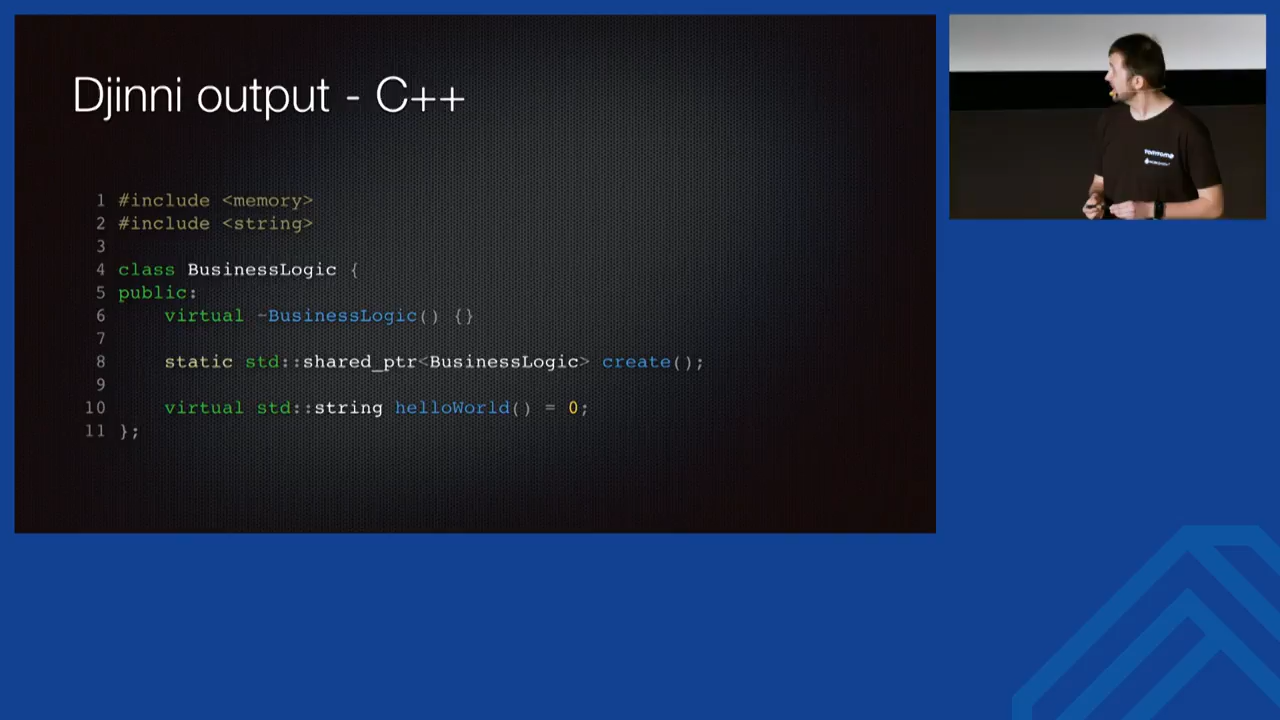 Djinni output - C++
1 #include <memory>
2 #include <string>
3
4 class BusinessLogic {
5 public:
6     virtual ~BusinessLogic() {}
7
8     static std::shared_ptr<BusinessLogic> create();
9
10     virtual std::string helloWorld() = 0;
11 };